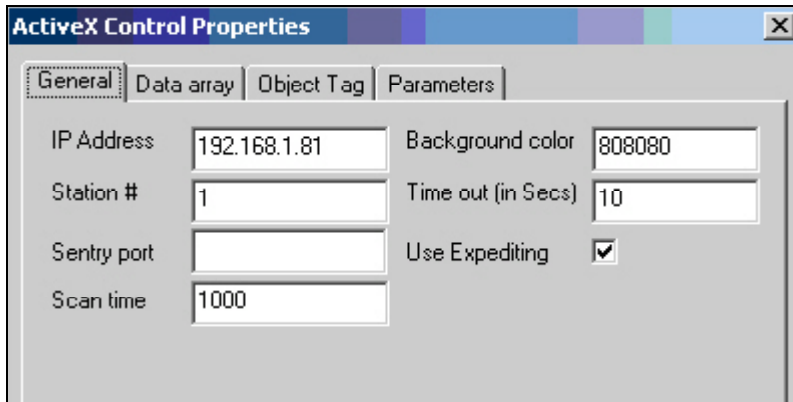 ActiveX Control Properties
General Data array Object Tag Parameters
IP Address 192.168.1.81 Background color 808080
Station # 1 Time out (in Secs) 10
Sentry port Use Expediting
Scan time 1000